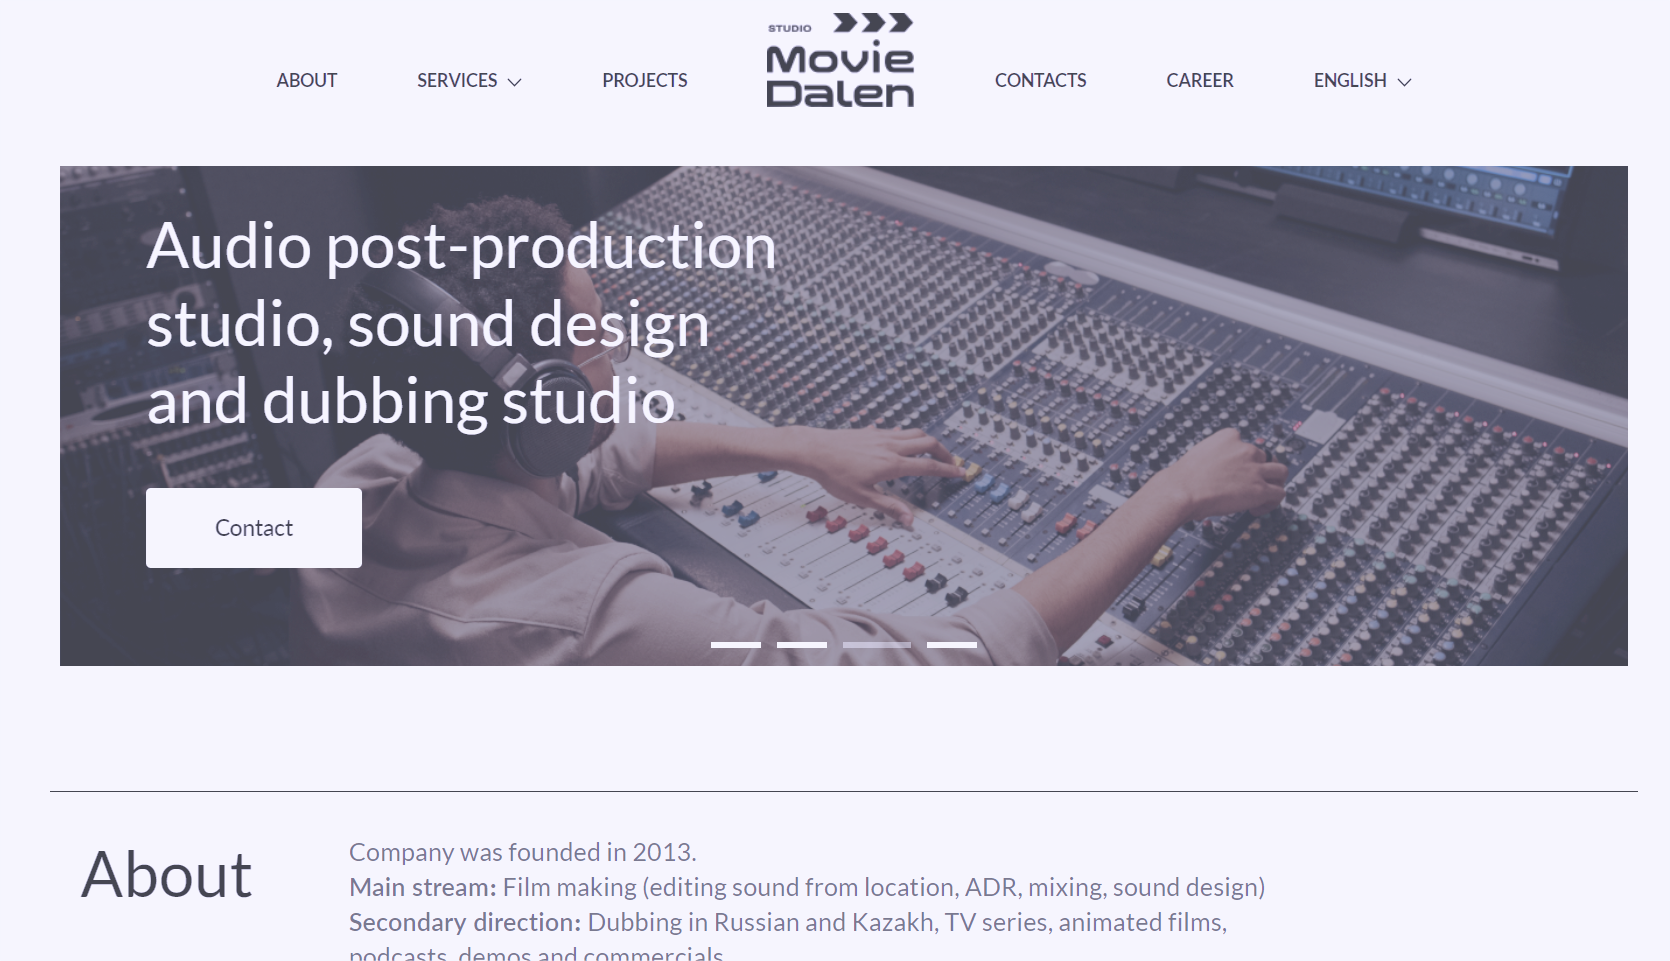 ABOUT
SERVICES
PROJECTS
STUDIO
Movie
Dalen
CONTACTS
CAREER
ENGLISH
Audio post-production
studio, sound design
and dubbing studio
Contact
About
Company was founded in 2013.
Main stream: Film making (editing sound from location, ADR, mixing, sound design)
Secondary direction: Dubbing in Russian and Kazakh, TV series, animated films,
podcasts, demos and commercials